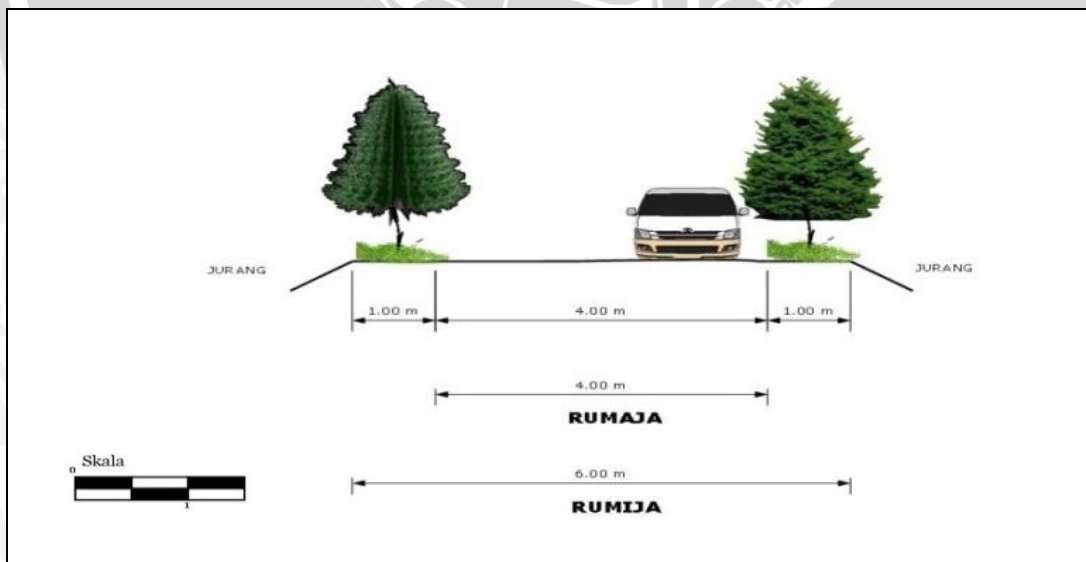 JURANG
JURANG
1.00 m
4.00 m
1.00 m
4.00 m
RUMAJA
Skala
0
1
6.00 m
RUMIJA